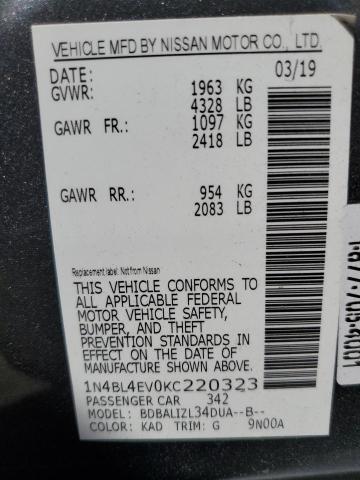 VEHICLE MFD BY NISSAN MOTOR CO., LTD.
DATE: 03/19
GVWR: 1963 KG
4328 LB
GAWR FR.: 1097 KG
2418 LB
GAWR RR.: 954 KG
2083 LB
Replacement label: Not from Nissan
THIS VEHICLE CONFORMS TO
ALL APPLICABLE FEDERAL
MOTOR VEHICLE SAFETY,
BUMPER, AND THEFT
PREVENTION STANDARDS IN
EFFECT ON THE DATE OF
MANUFACTURE SHOWN ABOVE.
1N4BL4EV0KC220323
PASSENGER CAR 342
MODEL: BDBALIZL34DUA--B--
COLOR: KAD TRIM: G 9N00A